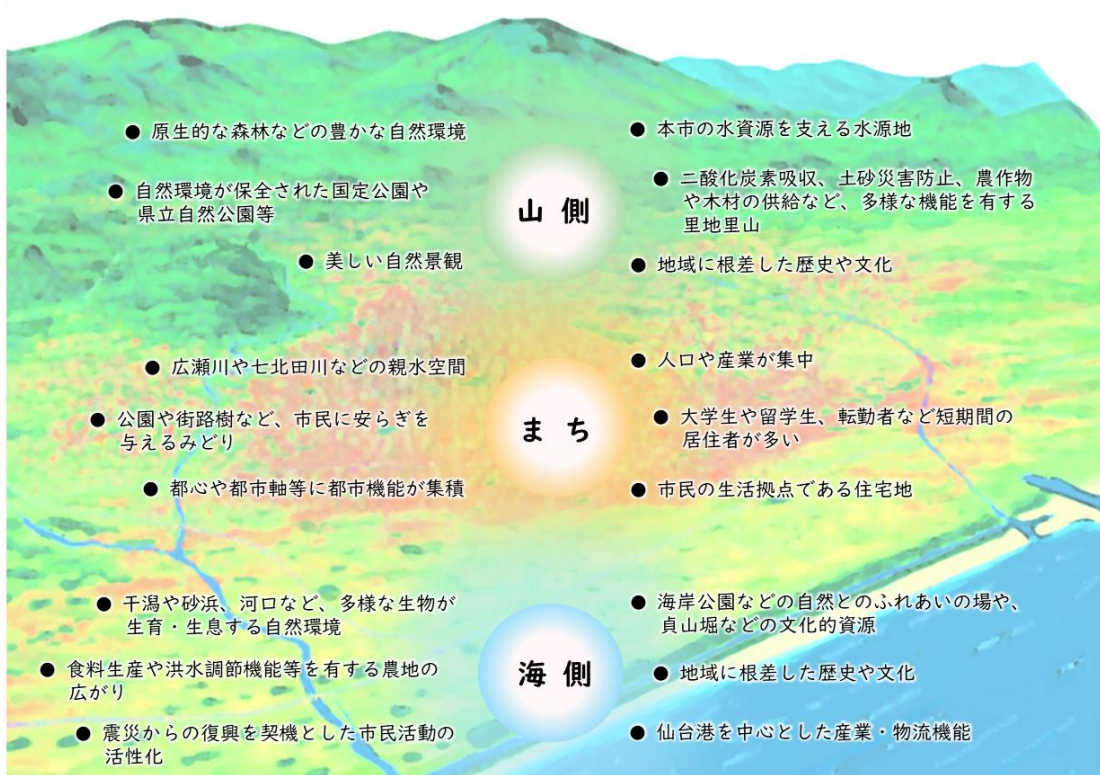 ● 原生的な森林などの豊かな自然環境
● 自然環境が保全された国定公園や
県立自然公園等
● 美しい自然景観
山側
● 本市の水資源を支える水源地
● 二酸化炭素吸収、土砂災害防止、農作物
や木材の供給など、多様な機能を有する
里地里山
● 地域に根差した歴史や文化
● 広瀬川や七北田川などの親水空間
● 公園や街路樹など、市民に安らぎを
与えるみどり
● 都心や都市軸等に都市機能が集積
まち
● 人口や産業が集中
● 大学生や留学生、転勤者など短期間の
居住者が多い
● 市民の生活拠点である住宅地
● 干潟や砂浜、河口など、多様な生物が
生育・生息する自然環境
● 食料生産や洪水調節機能等を有する農地の
広がり
● 震災からの復興を契機とした市民活動の
活性化
海側
● 海岸公園などの自然とのふれあいの場や、
貞山堀などの文化的資源
● 地域に根差した歴史や文化
● 仙台港を中心とした産業・物流機能